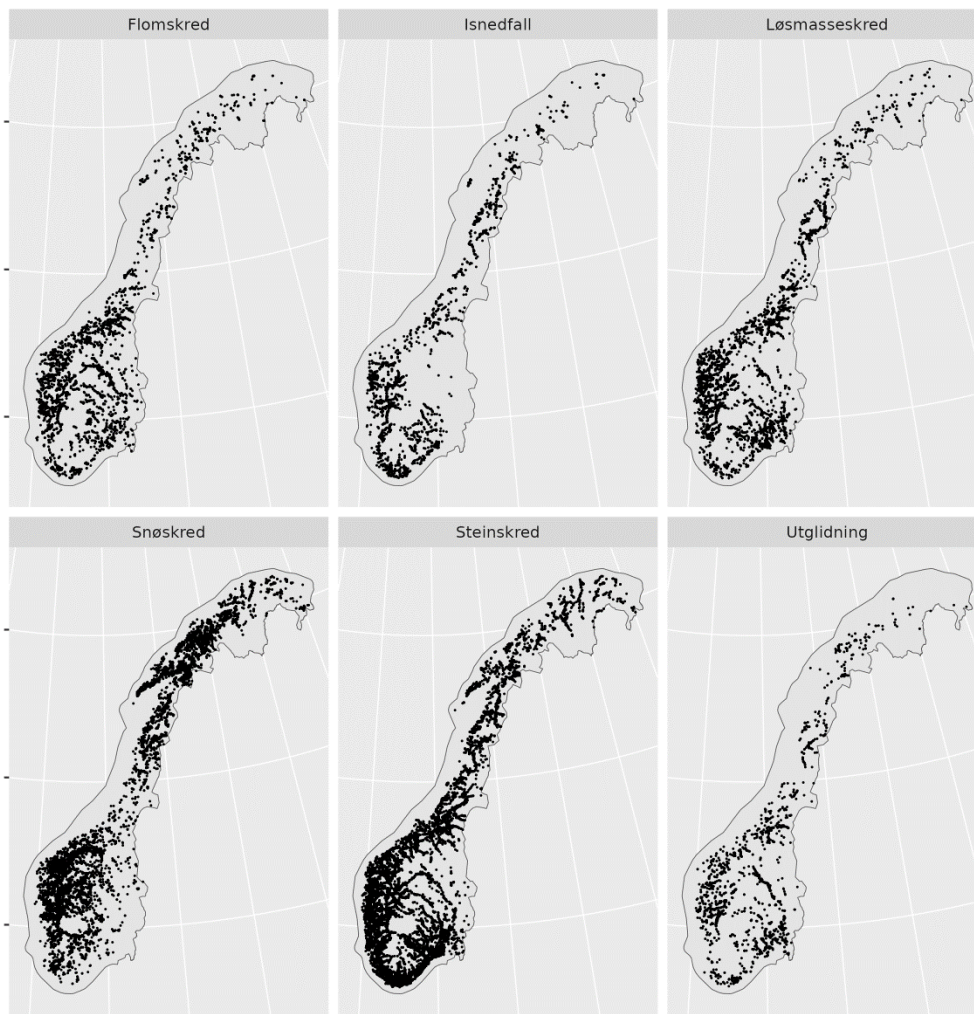 Flomskred
Isnedfall
Løsmasseskred
Snøskred
Steinskred
Utglidning